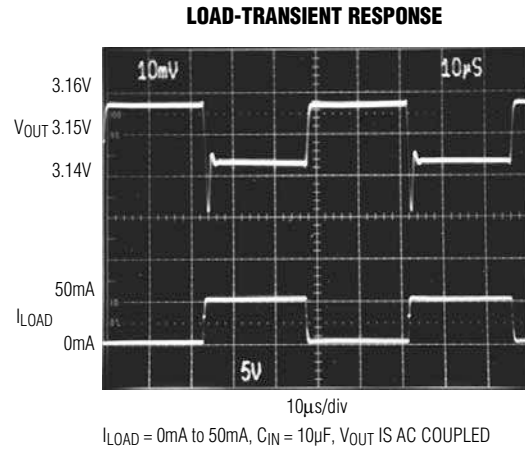 LOAD-TRANSIENT RESPONSE
10mV 10µS
3.16V
VOUT 3.15V
3.14V
50mA
ILOAD
0mA
5V
10µs/div
ILOAD = 0mA to 50mA, CIN = 10µF, VOUT IS AC COUPLED